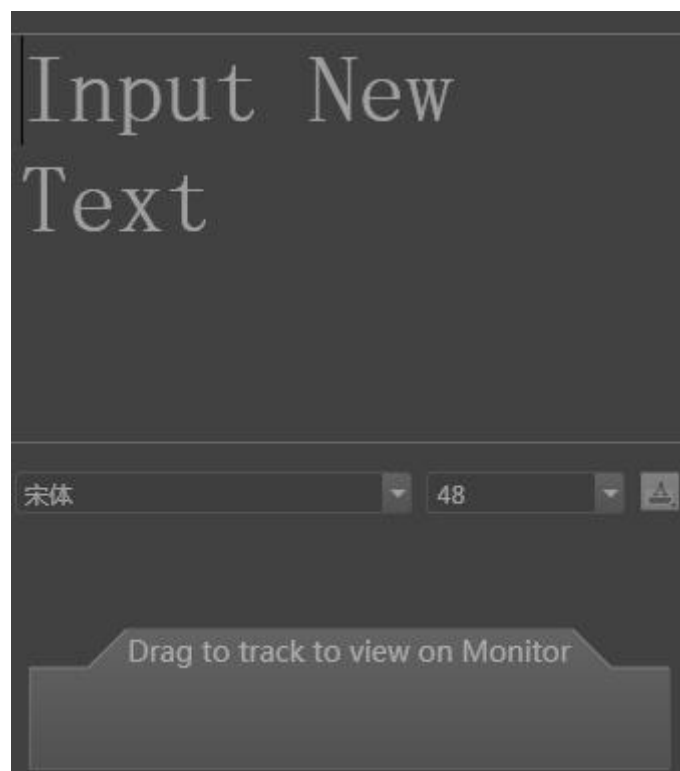 Input New
Text
宋体
48
Drag to track to view on Monitor